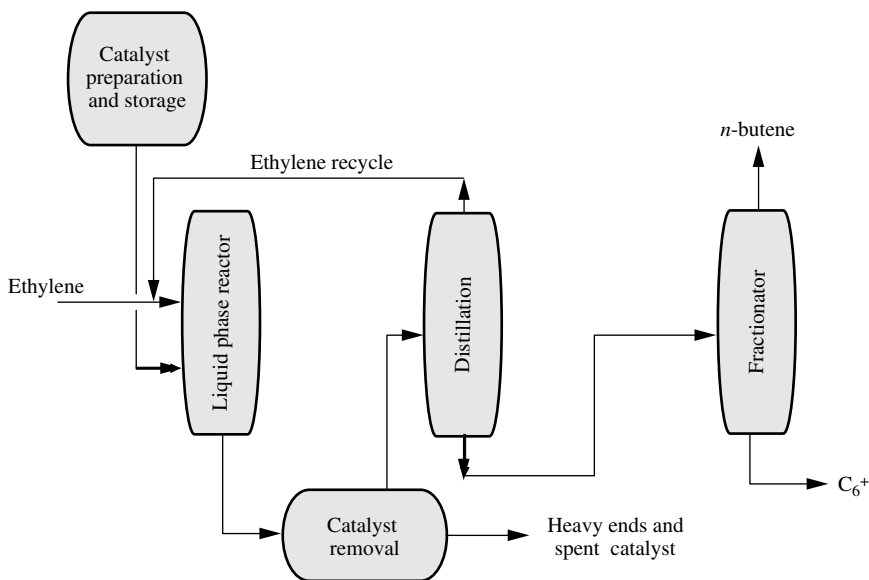 Catalyst
preparation
and storage
n-butene
Ethylene recycle
Ethylene
Liquid phase reactor
Distillation
Fractionator
C6+
Catalyst
removal
Heavy ends and
spent catalyst